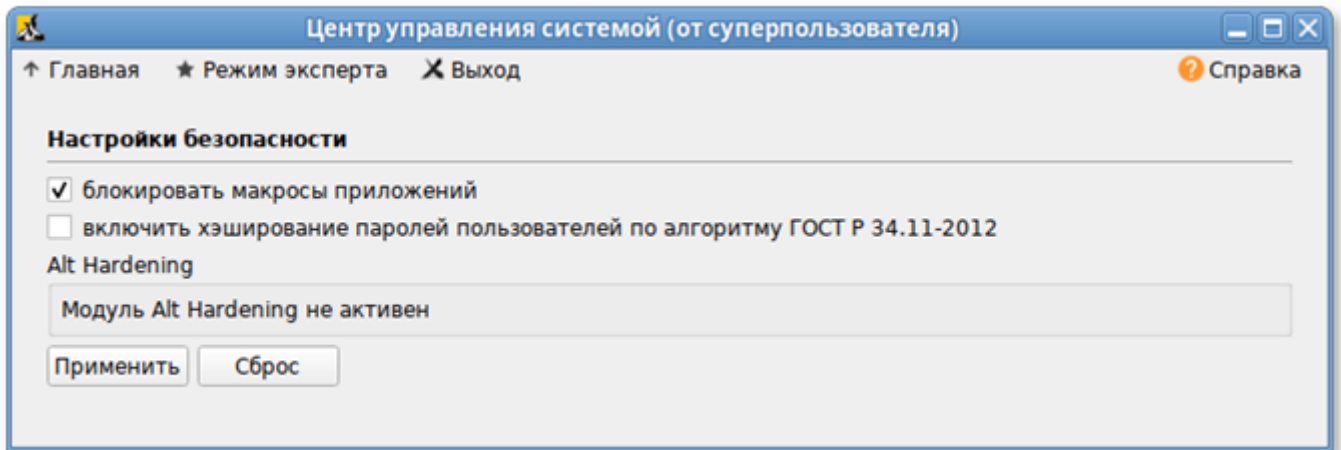 Центр управления системой (от суперпользователя)
Главная Режим эксперта Выход Справка
Настройки безопасности
блокировать макросы приложений
включить хэширование паролей пользователей по алгоритму ГОСТ Р 34.11-2012
Alt Hardening
Модуль Alt Hardening не активен
Применить Сброс